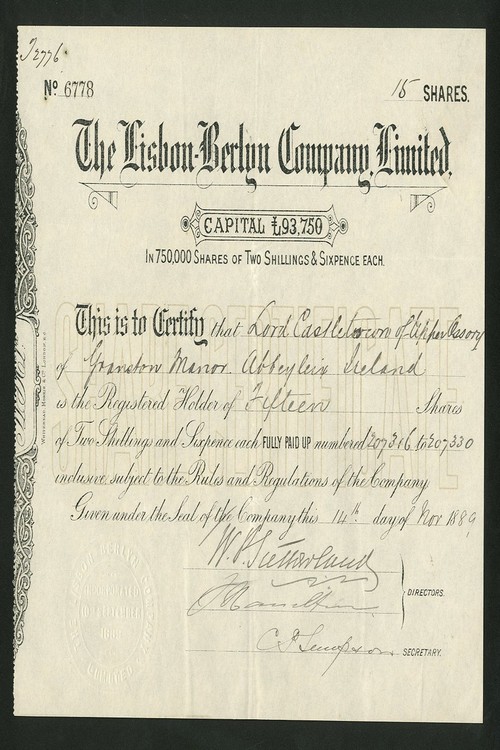 J2776
No 6778
15 SHARES.
The Lisbon-Berlyn Company, Limited,
CAPITAL £93,750
IN 750,000 SHARES OF TWO SHILLINGS & SIXPENCE EACH.
This is to Certify that Lord Castletown of Upper Ossory
of Granston Manor. Abbeyleix Ireland
is the Registered Holder of Fifteen Shares
of Two Shillings and Sixpence each FULLY PAID UP numbered 207316 to 207330
inclusive subject to the Rules and Regulations of the Company
Given under the Seal of the Company this 14th day of Nov 1889
W. P. Sutherland
Hamilton
DIRECTORS.
C. P. Simpson SECRETARY.